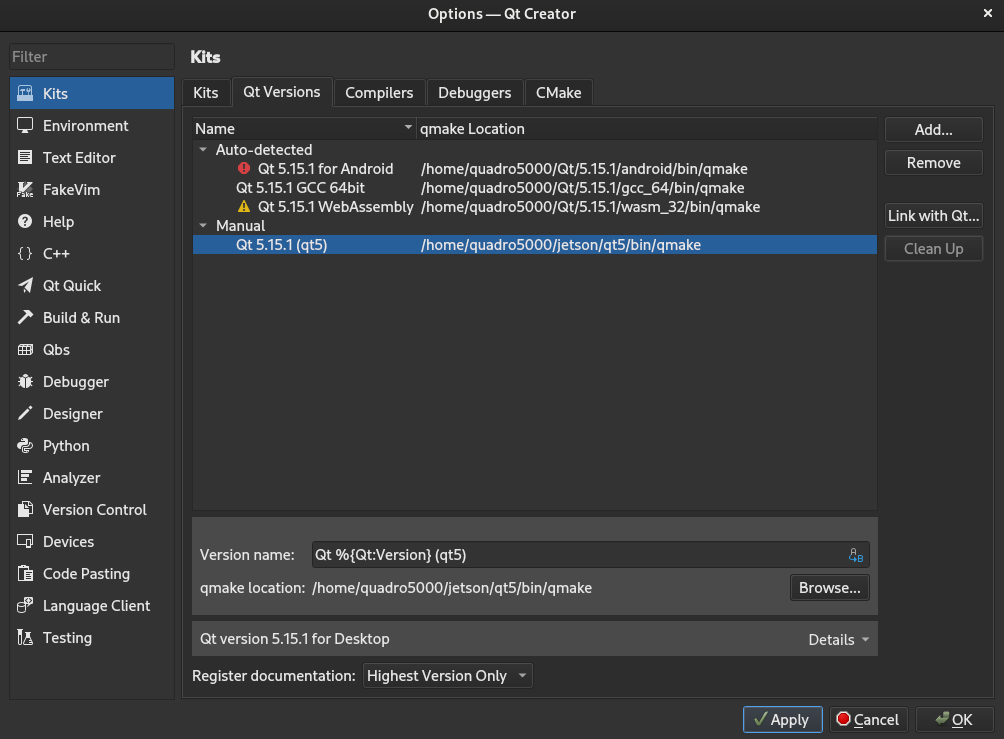 Options — Qt Creator
Filter
Kits
Environment
Text Editor
FakeVim
Help
C++
Qt Quick
Build & Run
Qbs
Debugger
Designer
Python
Analyzer
Version Control
Devices
Code Pasting
Language Client
Testing
Kits
Kits Qt Versions Compilers Debuggers CMake
Name qmake Location
Auto-detected
Qt 5.15.1 for Android /home/quadro5000/Qt/5.15.1/android/bin/qmake
Qt 5.15.1 GCC 64bit /home/quadro5000/Qt/5.15.1/gcc_64/bin/qmake
Qt 5.15.1 WebAssembly /home/quadro5000/Qt/5.15.1/wasm_32/bin/qmake
Manual
Qt 5.15.1 (qt5) /home/quadro5000/jetson/qt5/bin/qmake
Add...
Remove
Link with Qt...
Clean Up
Version name: Qt %{Qt:Version} (qt5)
qmake location: /home/quadro5000/jetson/qt5/bin/qmake Browse...
Qt version 5.15.1 for Desktop Details
Register documentation: Highest Version Only
Apply Cancel OK